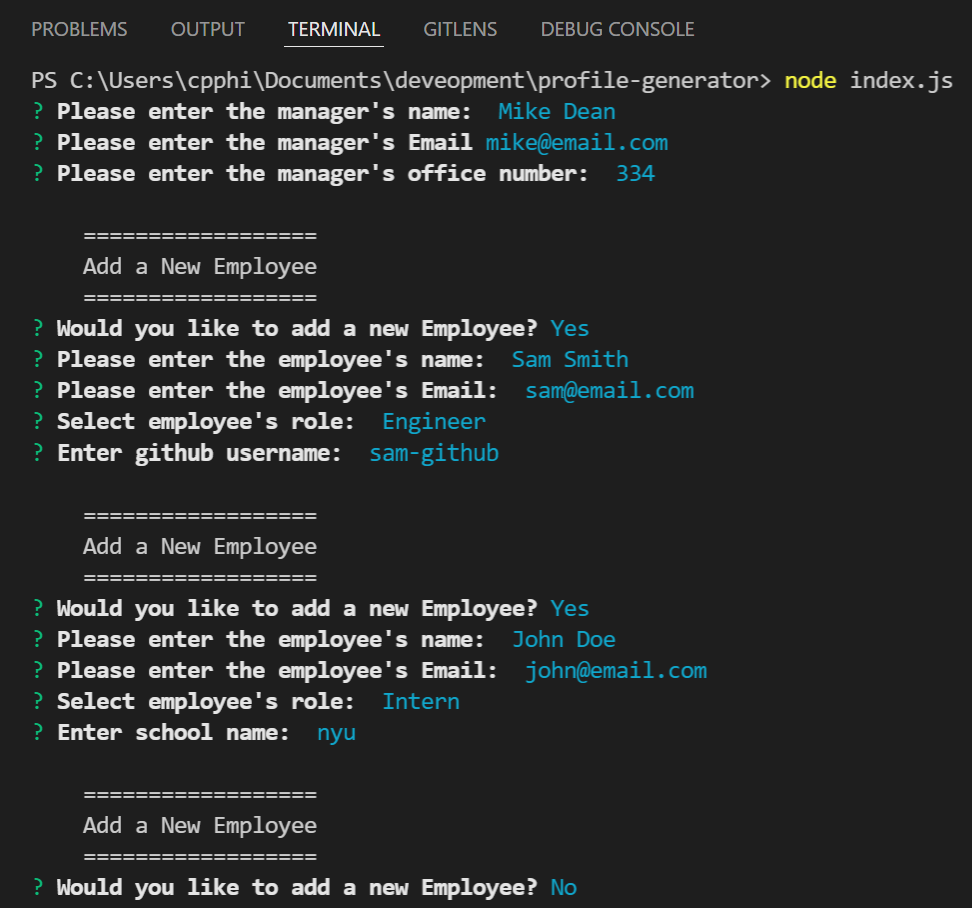 PROBLEMS OUTPUT TERMINAL GITLENS DEBUG CONSOLE
PS C:\Users\cpphi\Documents\deveopment\profile-generator> node index.js
? Please enter the manager's name:  Mike Dean
? Please enter the manager's Email mike@email.com
? Please enter the manager's office number:  334
==================
Add a New Employee
==================
? Would you like to add a new Employee? Yes
? Please enter the employee's name:  Sam Smith
? Please enter the employee's Email:  sam@email.com
? Select employee's role:  Engineer
? Enter github username:  sam-github
==================
Add a New Employee
==================
? Would you like to add a new Employee? Yes
? Please enter the employee's name:  John Doe
? Please enter the employee's Email:  john@email.com
? Select employee's role:  Intern
? Enter school name:  nyu
==================
Add a New Employee
==================
? Would you like to add a new Employee? No